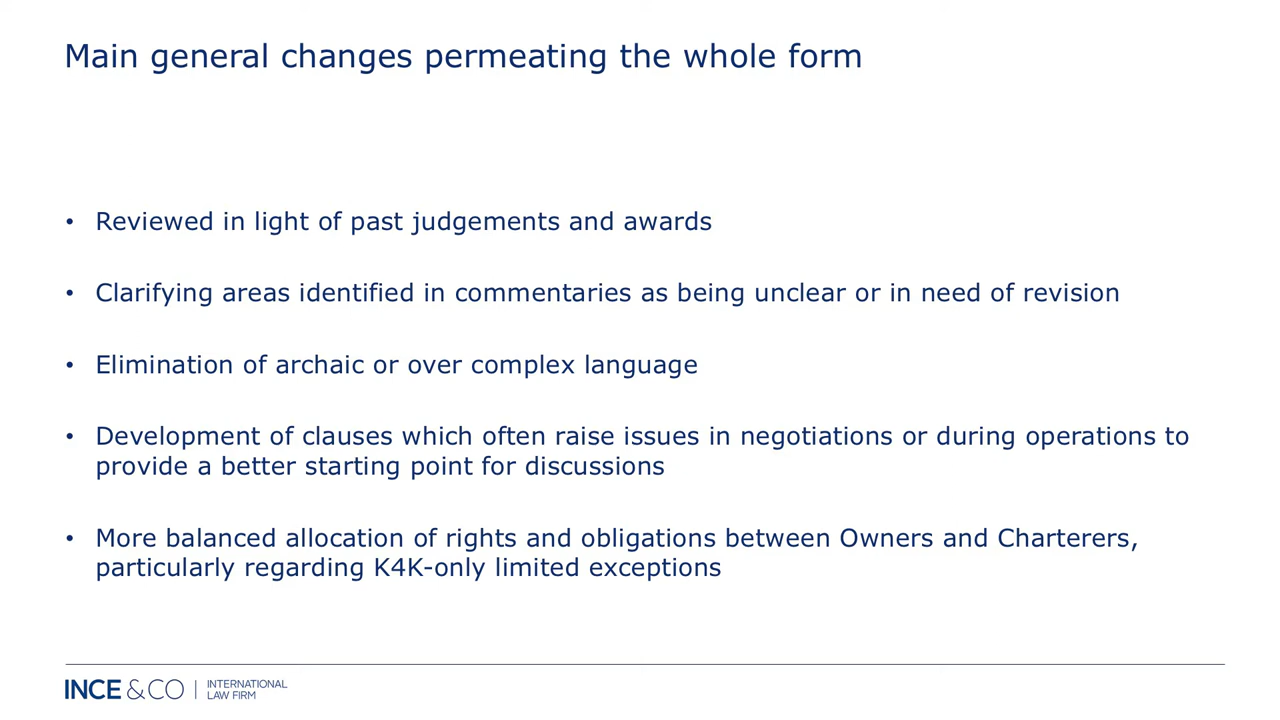 Main general changes permeating the whole form
• Reviewed in light of past judgements and awards
• Clarifying areas identified in commentaries as being unclear or in need of revision
• Elimination of archaic or over complex language
• Development of clauses which often raise issues in negotiations or during operations to
provide a better starting point for discussions
• More balanced allocation of rights and obligations between Owners and Charterers,
particularly regarding K4K-only limited exceptions
INCE & CO | INTERNATIONAL
LAW FIRM